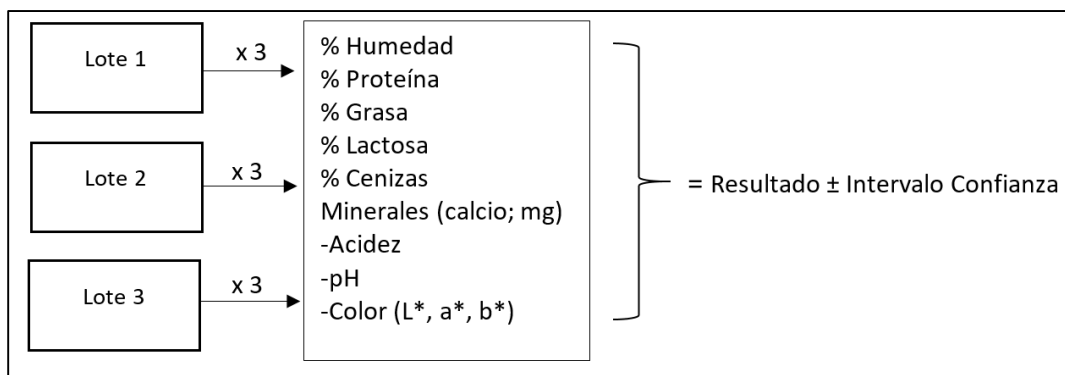 Lote 1
x 3
Lote 2
x 3
Lote 3
x 3
% Humedad
% Proteína
% Grasa
% Lactosa
% Cenizas
Minerales (calcio; mg)
-Acidez
-pH
-Color (L*, a*, b*)
= Resultado ± Intervalo Confianza